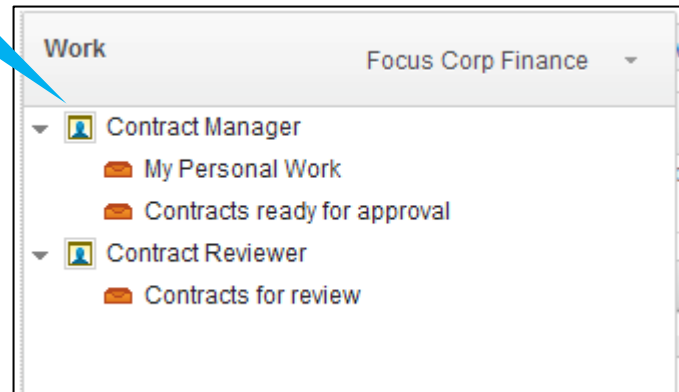 Work
Focus Corp Finance
Contract Manager
My Personal Work
Contracts ready for approval
Contract Reviewer
Contracts for review